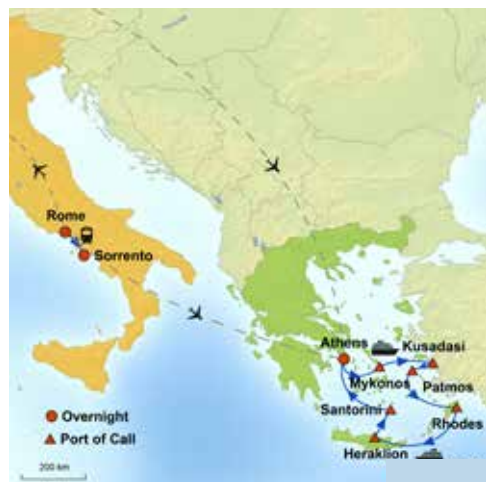 Rome
Sorrento
Athens
Kusadasi
Mykonos
Patmos
Santorini
Rhodes
Heraklion
Overnight
Port of Call
200 km